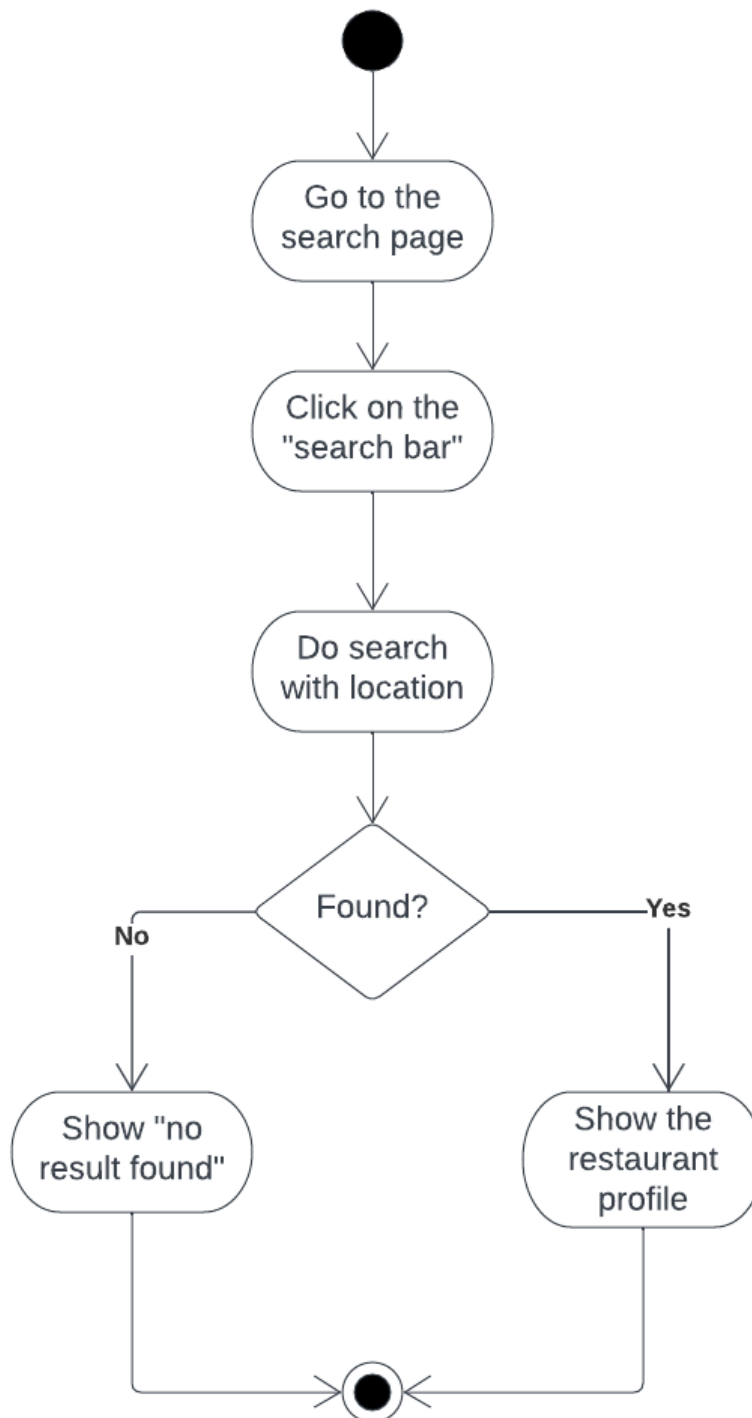 Go to the
search page
Click on the
"search bar"
Do search
with location
Found?
No
Yes
Show "no
result found"
Show the
restaurant
profile